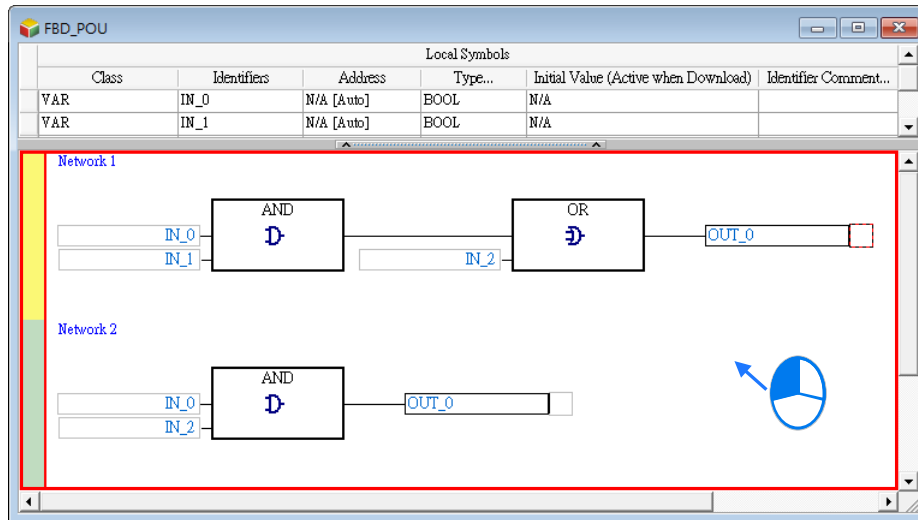 FBD_POU
Local Symbols
Class Identifiers Address Type... Initial Value (Active when Download) Identifier Comment...
VAR IN_0 N/A [Auto] BOOL N/A
VAR IN_1 N/A [Auto] BOOL N/A
Network 1
AND OR
IN_0 OUT_0
IN_1 IN_2
Network 2
AND
IN_0 OUT_0
IN_2